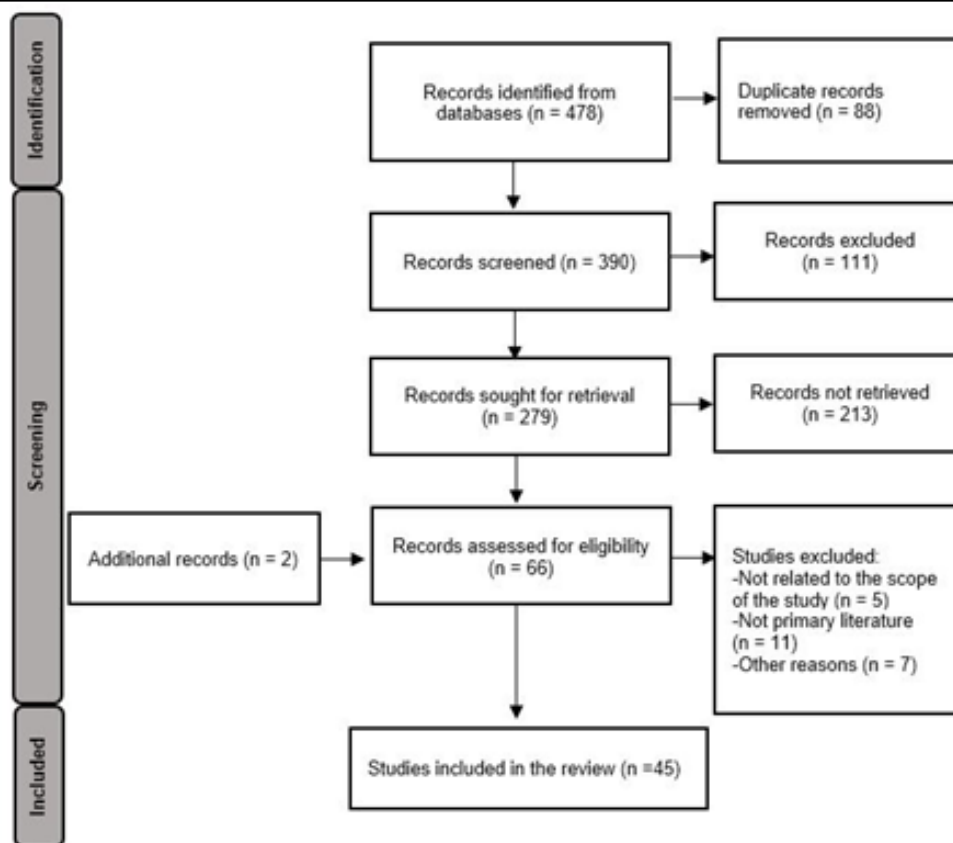 Identification
Records identified from
databases (n = 478)
Duplicate records
removed (n = 88)
Screening
Records screened (n = 390)
Records excluded
(n = 111)
Records sought for retrieval
(n = 279)
Records not retrieved
(n = 213)
Additional records (n = 2)
Records assessed for eligibility
(n = 66)
Studies excluded:
-Not related to the scope
of the study (n = 5)
-Not primary literature
(n = 11)
-Other reasons (n = 7)
Included
Studies included in the review (n =45)